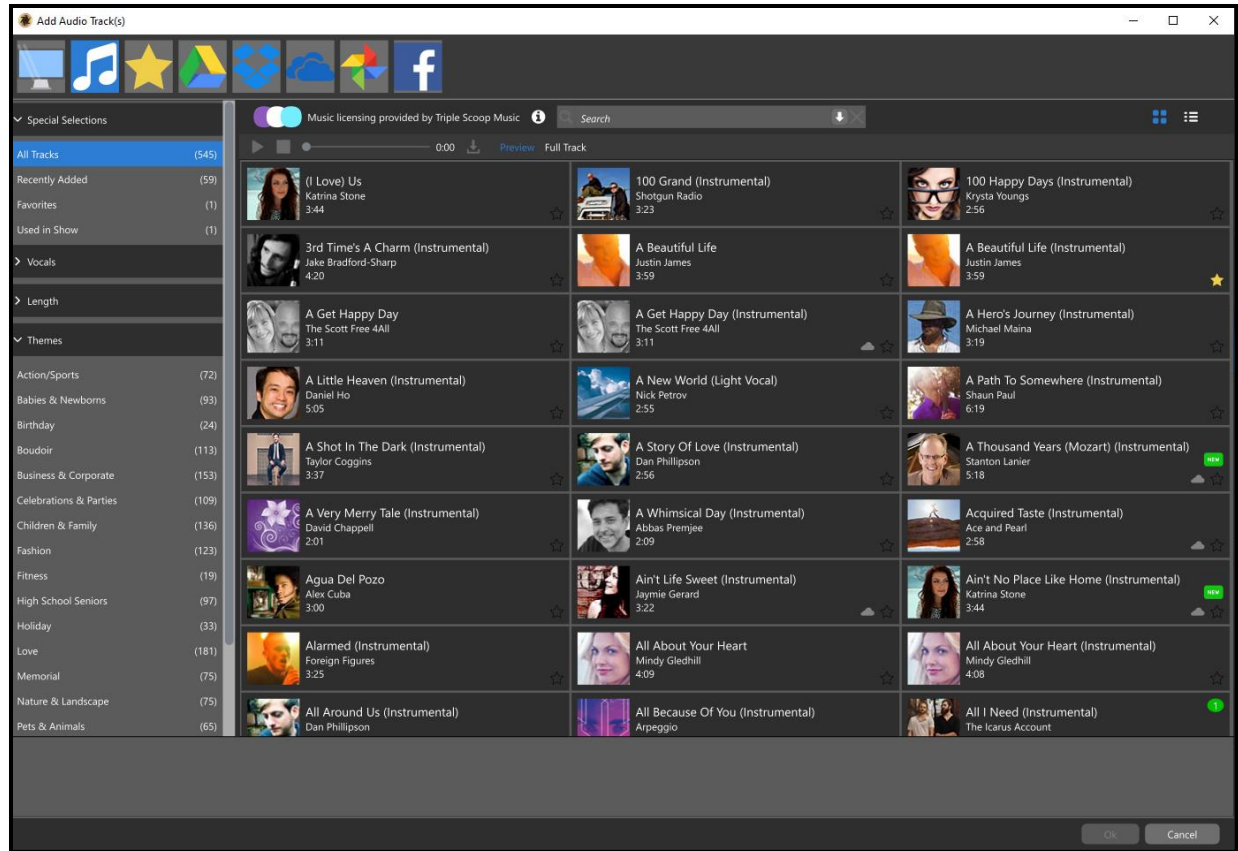 Add Audio Track(s)
f
Special Selections
All Tracks (545)
Recently Added (59)
Favorites (1)
Used in Show (1)
Vocals
Length
Themes
Action/Sports (72)
Babies & Newborns (93)
Birthday (24)
Boudoir (113)
Business & Corporate (153)
Celebrations & Parties (109)
Children & Family (136)
Fashion (123)
Fitness (19)
High School Seniors (97)
Holiday (33)
Love (181)
Memorial (75)
Nature & Landscape (75)
Pets & Animals (65)
Music licensing provided by Triple Scoop Music i Search
0:00 Preview Full Track
(I Love) Us
Katrina Stone
3:44
100 Grand (Instrumental)
Shotgun Radio
3:23
100 Happy Days (Instrumental)
Krysta Youngs
2:56
3rd Time's A Charm (Instrumental)
Jake Bradford-Sharp
4:20
A Beautiful Life
Justin James
3:59
A Beautiful Life (Instrumental)
Justin James
3:59
A Get Happy Day
The Scott Free 4All
3:11
A Get Happy Day (Instrumental)
The Scott Free 4All
3:11
A Hero's Journey (Instrumental)
Michael Maina
3:19
A Little Heaven (Instrumental)
Daniel Ho
5:05
A New World (Light Vocal)
Nick Petrov
2:55
A Path To Somewhere (Instrumental)
Shaun Paul
6:19
A Shot In The Dark (Instrumental)
Taylor Coggins
3:37
A Story Of Love (Instrumental)
Dan Phillipson
2:56
A Thousand Years (Mozart) (Instrumental)
Stanton Lanier
5:18
NEW
A Very Merry Tale (Instrumental)
David Chappell
2:01
A Whimsical Day (Instrumental)
Abbas Premjee
2:09
Acquired Taste (Instrumental)
Ace and Pearl
2:58
Agua Del Pozo
Alex Cuba
3:00
Ain't Life Sweet (Instrumental)
Jaymie Gerard
3:22
Ain't No Place Like Home (Instrumental)
Katrina Stone
3:44
NEW
Alarmed (Instrumental)
Foreign Figures
3:25
All About Your Heart
Mindy Gledhill
4:09
All About Your Heart (Instrumental)
Mindy Gledhill
4:08
All Around Us (Instrumental)
Dan Phillipson
All Because Of You (Instrumental)
Arpeggio
All I Need (Instrumental)
The Icarus Account
1
Ok Cancel